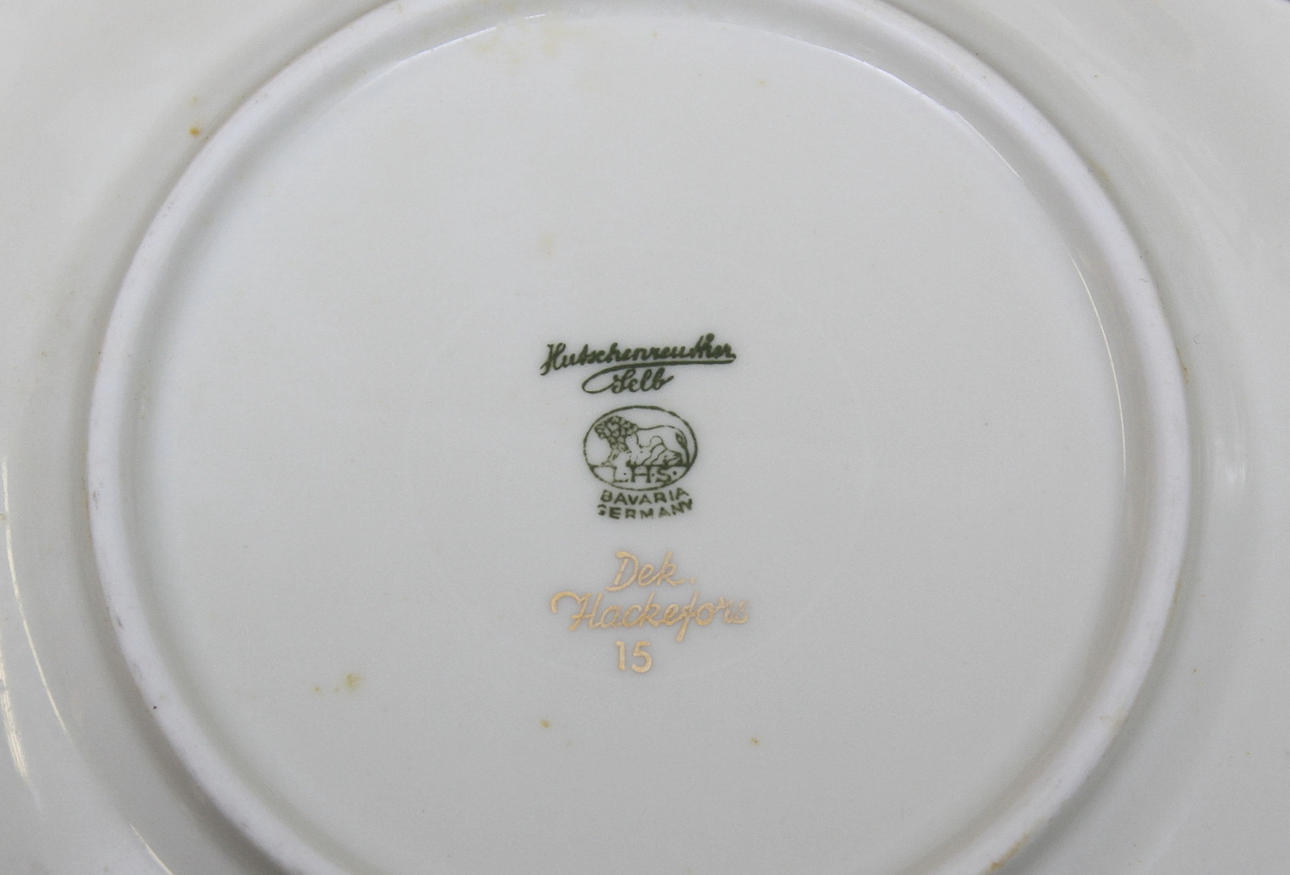 Hutschenreuther
Selb
L.H.S.
BAVARIA
GERMANY
Dek.
Hackefors
15